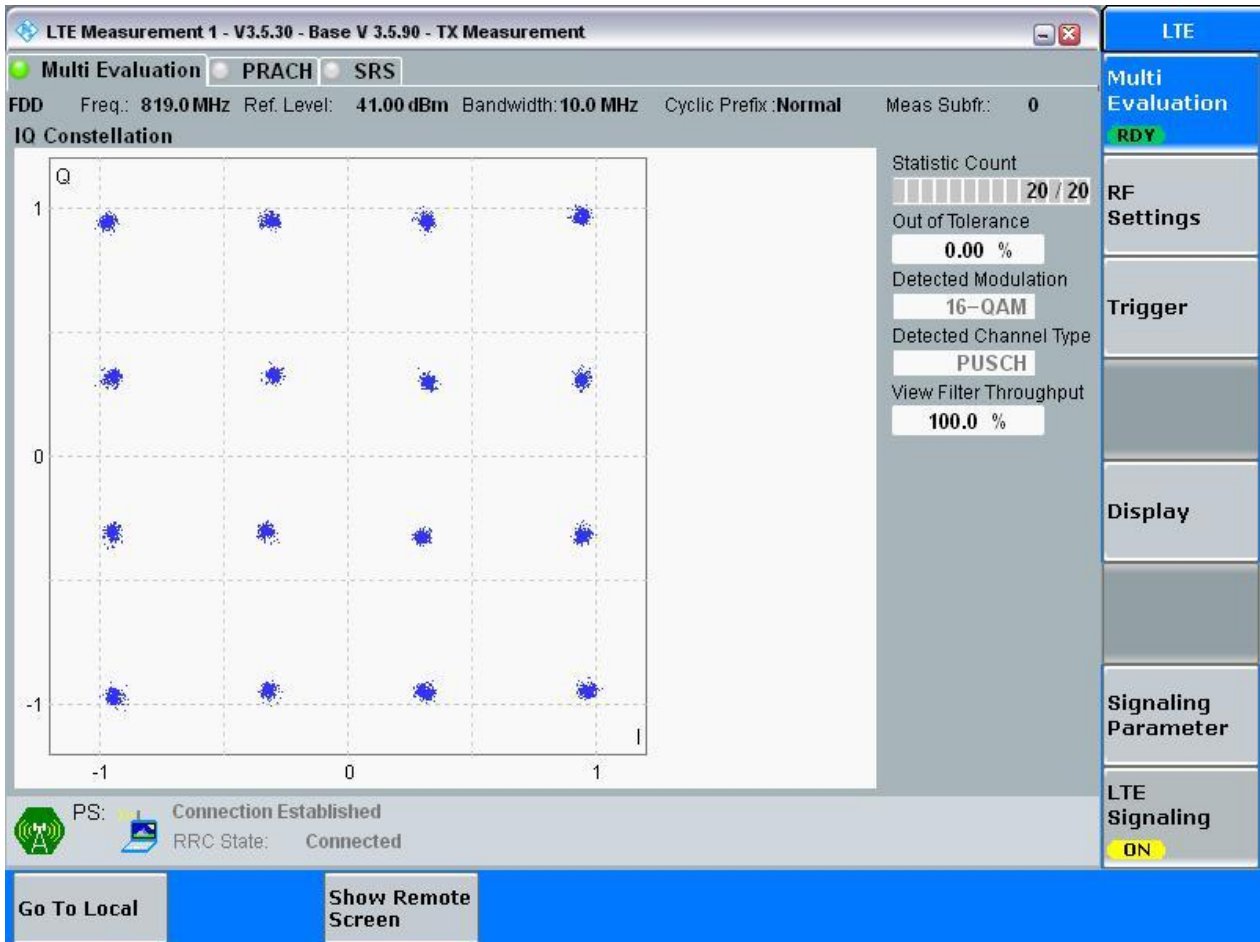 LTE Measurement 1 - V3.5.30 - Base V 3.5.90 - TX Measurement
LTE
Multi Evaluation PRACH SRS
FDD Freq.: 819.0 MHz Ref. Level: 41.00 dBm Bandwidth: 10.0 MHz Cyclic Prefix :Normal Meas Subfr.: 0
IQ Constellation
Q
1
0
-1
I
-1 0 1
Statistic Count
20 / 20
Out of Tolerance
0.00 %
Detected Modulation
16-QAM
Detected Channel Type
PUSCH
View Filter Throughput
100.0 %
Multi
Evaluation
RDY
RF
Settings
Trigger
Display
Signaling
Parameter
LTE
Signaling
ON
PS: Connection Established
RRC State: Connected
Go To Local
Show Remote
Screen